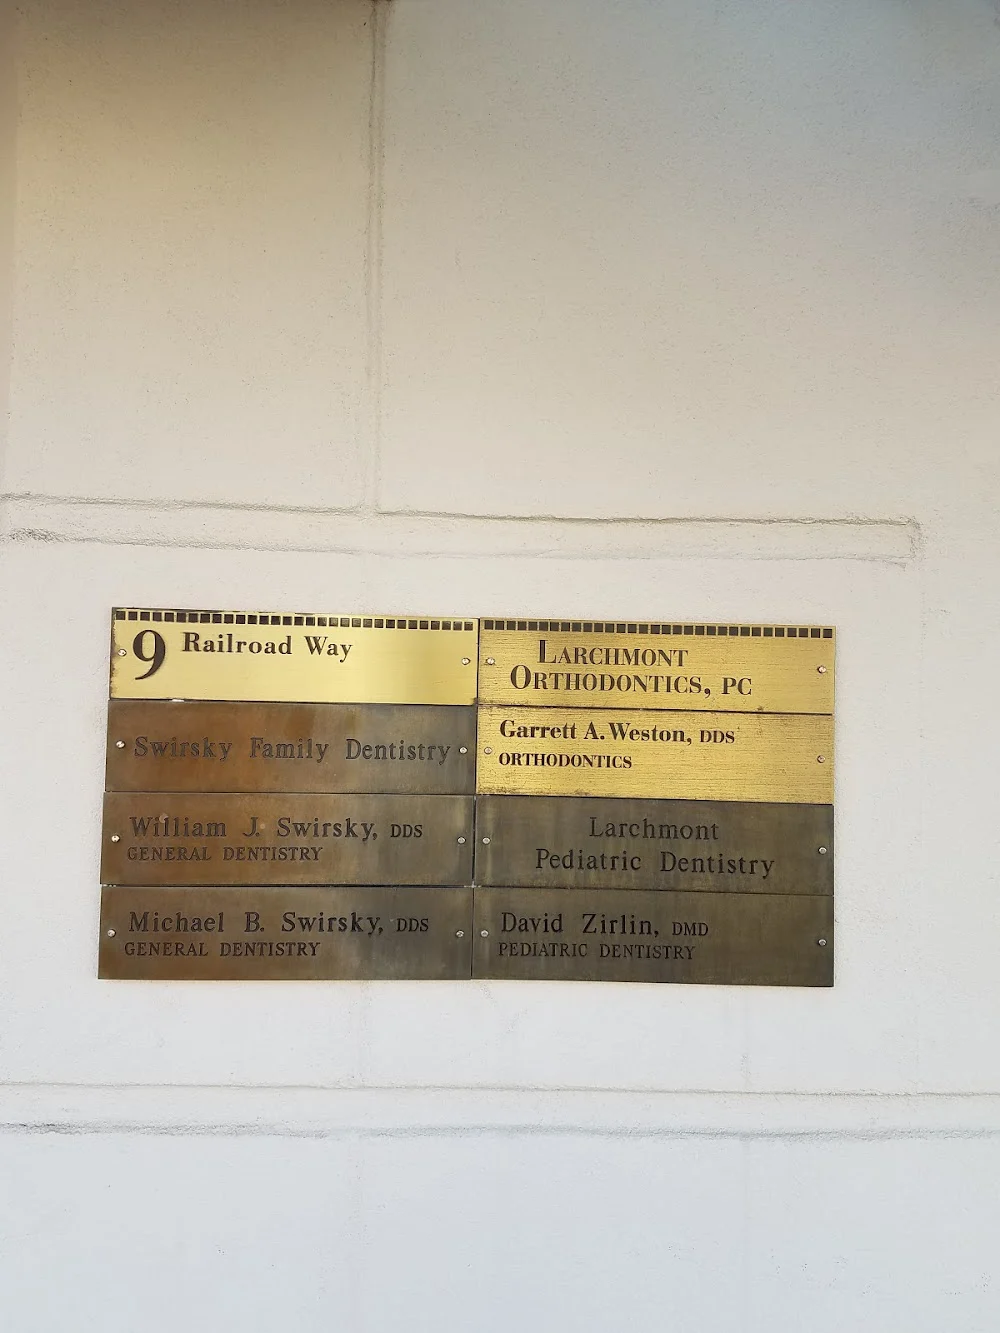 9 Railroad Way
Swirsky Family Dentistry
William J. Swirsky, DDS
GENERAL DENTISTRY
Michael B. Swirsky, DDS
GENERAL DENTISTRY
LARCHMONT
ORTHODONTICS, PC
Garrett A. Weston, DDS
ORTHODONTICS
Larchmont
Pediatric Dentistry
David Zirlin, DMD
PEDIATRIC DENTISTRY